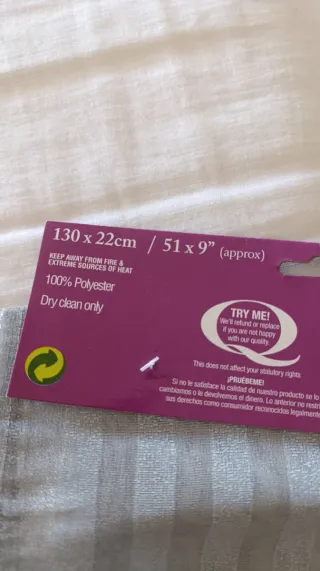 130 x 22cm / 51 x 9” (approx)
KEEP AWAY FROM FIRE &
EXTREME SOURCES OF HEAT
100% Polyester
Dry clean only
TRY ME!
We'll refund or replace
if you are not happy
with our quality.
This does not affect your statutory rights
¡PRUÉBEME!
Si no le satisface la calidad de nuestro producto se lo
cambiamos o le devolvemos el dinero. Lo anterior no
sus derechos como consumidor reconocidos legalmente